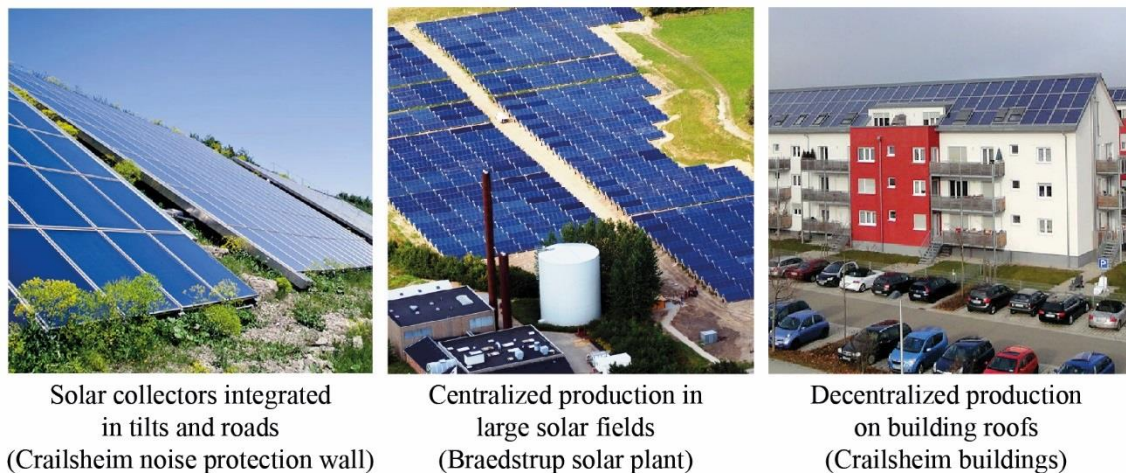 Solar collectors integrated
in tilts and roads
(Crailsheim noise protection wall)
Centralized production in
large solar fields
(Braedstrup solar plant)
Decentralized production
on building roofs
(Crailsheim buildings)
P